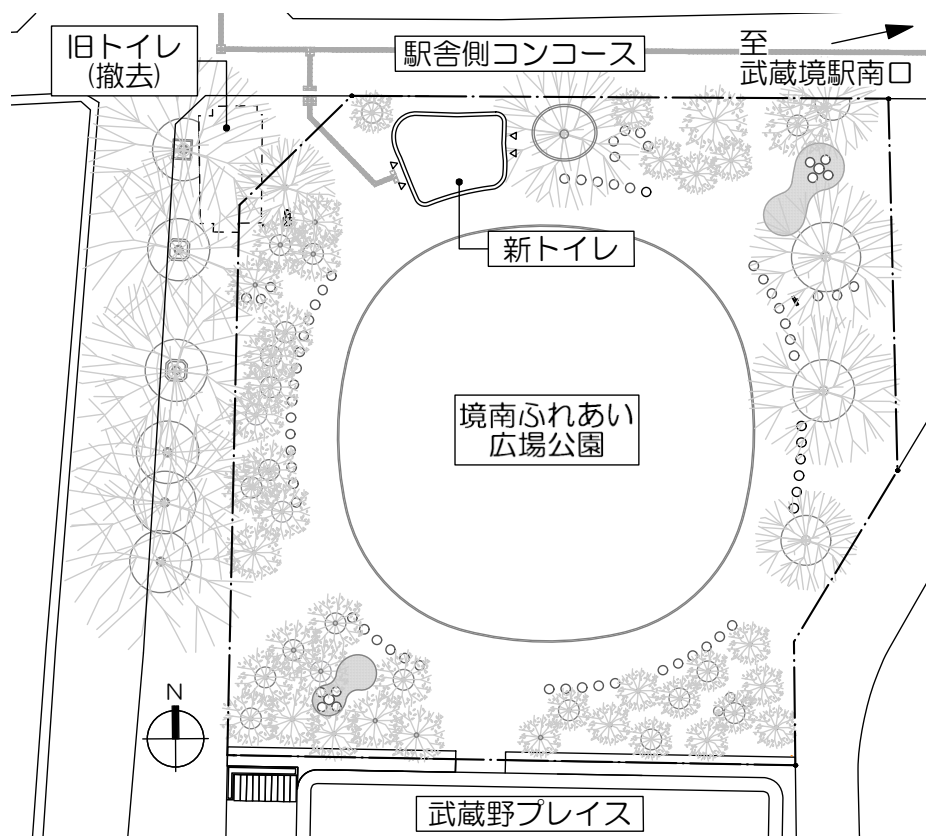 旧トイレ
(撤去)
駅舎側コンコース
至
武蔵境駅南口
新トイレ
境南ふれあい
広場公園
N
武蔵野プレイス